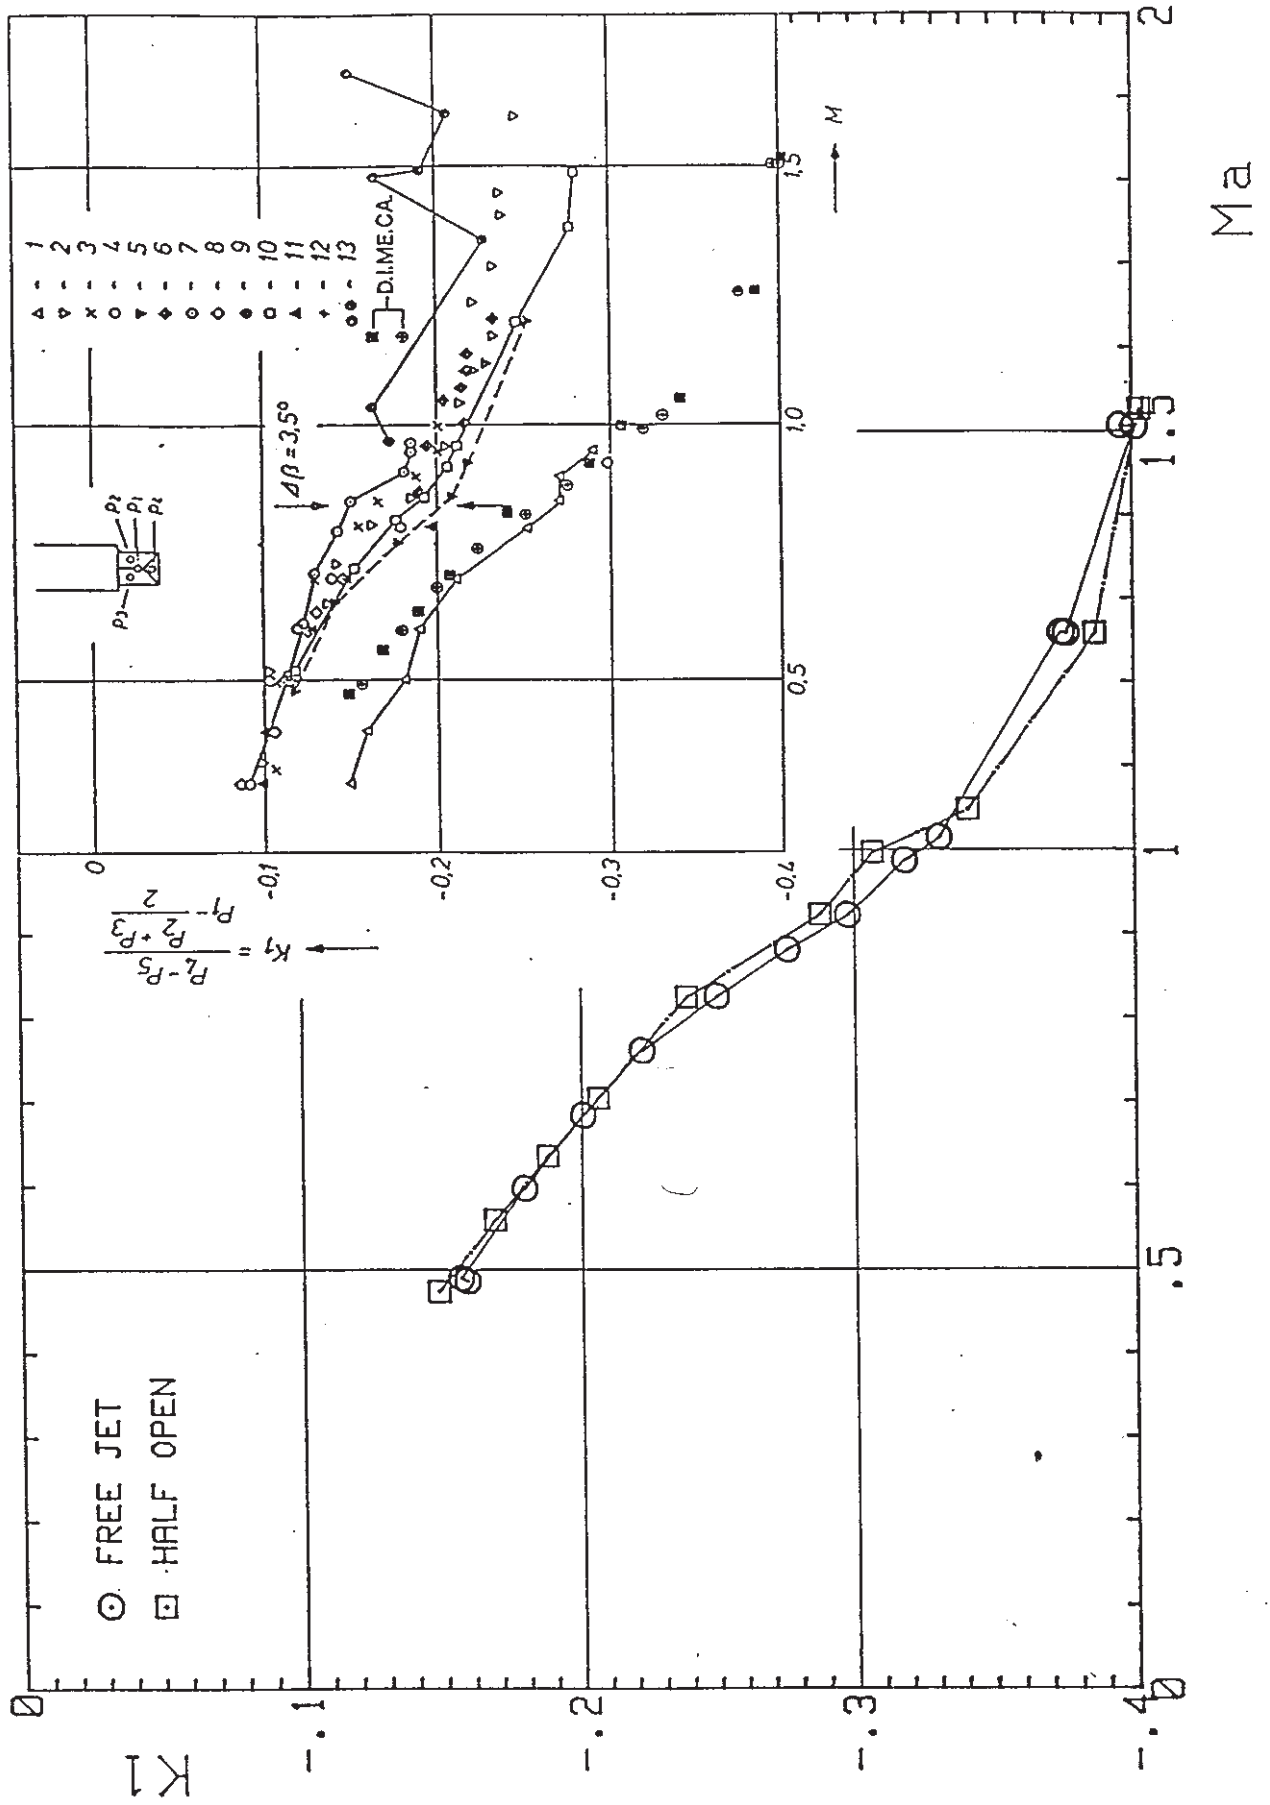 K1
0
-.1
-.2
-.3
-.4
0
.5
1
1.5
2
Ma
⊙ FREE JET
⊡ HALF OPEN
K₁ = (P₄ - P₅) / (P₁ - (P₂ + P₃)/2)
0
-0,1
-0,2
-0,3
-0,4
0,5
1,0
1,5
M
p3
p2
p1
Δβ = 3,5°
△ - 1
▽ - 2
× - 3
○ - 4
▼ - 5
- 6
⊙ - 7
◇ - 8
- 9
□ - 10
▲ - 11
+ - 12
- 13
D.I.ME.CA.